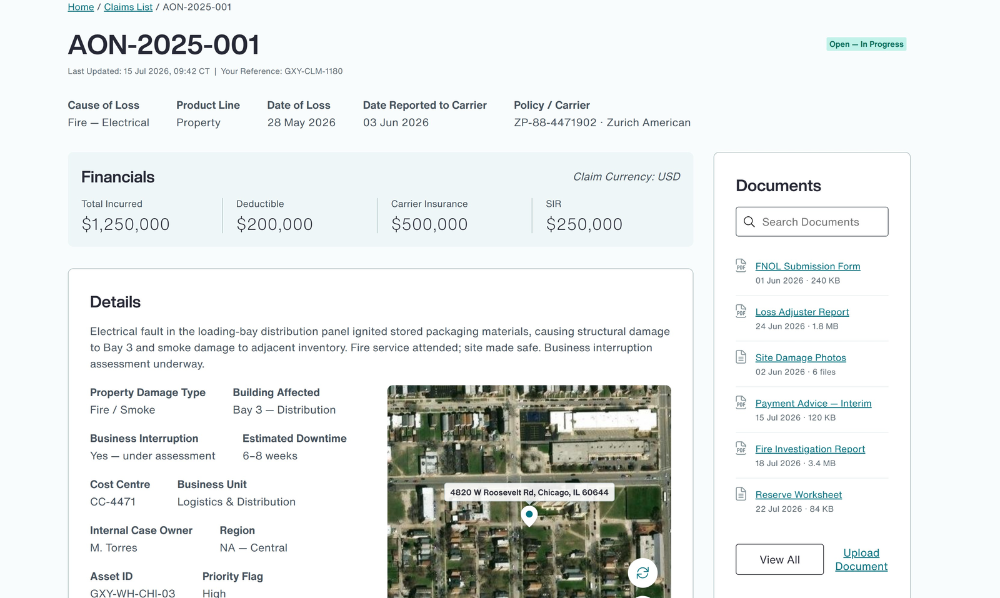 Home / Claims List / AON-2025-001
AON-2025-001
Open — In Progress
Last Updated: 15 Jul 2026, 09:42 CT | Your Reference: GXY-CLM-1180
Cause of Loss
Fire — Electrical
Product Line
Property
Date of Loss
28 May 2026
Date Reported to Carrier
03 Jun 2026
Policy / Carrier
ZP-88-4471902 · Zurich American
Financials
Claim Currency: USD
Total Incurred
$1,250,000
Deductible
$200,000
Carrier Insurance
$500,000
SIR
$250,000
Details
Electrical fault in the loading-bay distribution panel ignited stored packaging materials, causing structural damage
to Bay 3 and smoke damage to adjacent inventory. Fire service attended; site made safe. Business interruption
assessment underway.
Property Damage Type
Fire / Smoke
Building Affected
Bay 3 — Distribution
Business Interruption
Yes — under assessment
Estimated Downtime
6–8 weeks
Cost Centre
CC-4471
Business Unit
Logistics & Distribution
Internal Case Owner
M. Torres
Region
NA — Central
Asset ID
GXY-WH-CHI-03
Priority Flag
High
4820 W Roosevelt Rd, Chicago, IL 60644
Documents
Search Documents
PDF
FNOL Submission Form
01 Jun 2026 · 240 KB
PDF
Loss Adjuster Report
24 Jun 2026 · 1.8 MB
Site Damage Photos
02 Jun 2026 · 6 files
PDF
Payment Advice — Interim
15 Jul 2026 · 120 KB
PDF
Fire Investigation Report
18 Jul 2026 · 3.4 MB
Reserve Worksheet
22 Jul 2026 · 84 KB
View All
Upload
Document